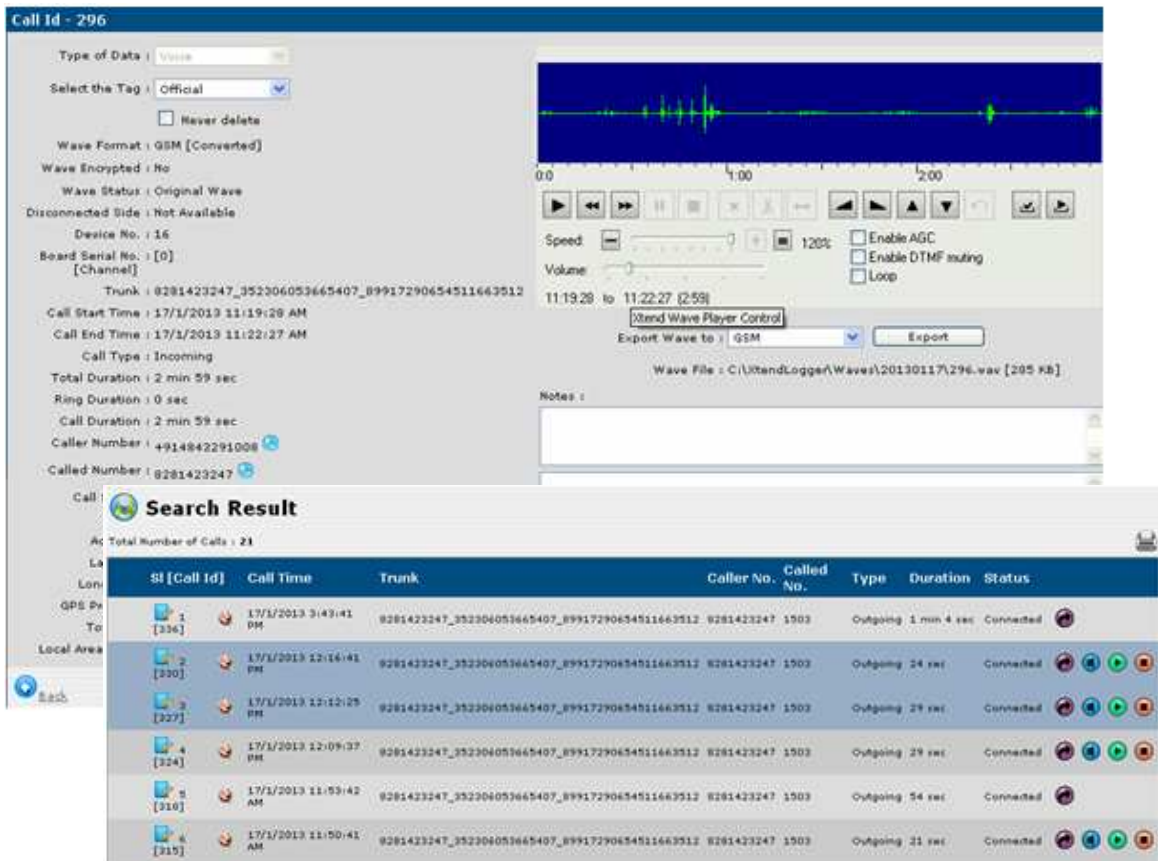 Call Id - 296
Type of Data : Voice
Select the Tag : Official
Never delete
Wave Format : GSM [Converted]
Wave Encrypted : No
Wave Status : Original Wave
Disconnected Side : Not Available
Device No. : 16
Board Serial No. : [0]
[Channel]
Trunk : 8281423247_352306053665407_89917290654511663512
Call Start Time : 17/1/2013 11:19:28 AM
Call End Time : 17/1/2013 11:22:27 AM
Call Type : Incoming
Total Duration : 2 min 59 sec
Ring Duration : 0 sec
Call Duration : 2 min 59 sec
Caller Number : +914842291008
Called Number : 8281423247
Call
Ac
La
Lon
GPS Pr
To
Local Area
Back
0:0 1:00 2:00
Speed 120%
Volume
Enable AGC
Enable DTMF muting
Loop
11:19:28 to 11:22:27 (2:59)
Xtend Wave Player Control
Export Wave to : GSM Export
Wave File : C:\XtendLogger\Waves\20130117\296.wav [285 KB]
Notes :
Search Result
Total Number of Calls : 21
Sl [Call Id] Call Time Trunk Caller No. Called No. Type Duration Status
1 [336] 17/1/2013 3:43:41 PM 8281423247_352306053665407_89917290654511663512 8281423247 1503 Outgoing 1 min 4 sec Connected
2 [330] 17/1/2013 12:16:41 PM 8281423247_352306053665407_89917290654511663512 8281423247 1503 Outgoing 24 sec Connected
3 [327] 17/1/2013 12:12:25 PM 8281423247_352306053665407_89917290654511663512 8281423247 1503 Outgoing 29 sec Connected
4 [324] 17/1/2013 12:09:37 PM 8281423247_352306053665407_89917290654511663512 8281423247 1503 Outgoing 29 sec Connected
5 17/1/2013 11:53:42 AM 8281423247_352306053665407_89917290654511663512 8281423247 1503 Outgoing 54 sec Connected
6 [315] 17/1/2013 11:50:41 AM 8281423247_352306053665407_89917290654511663512 8281423247 1503 Outgoing 21 sec Connected